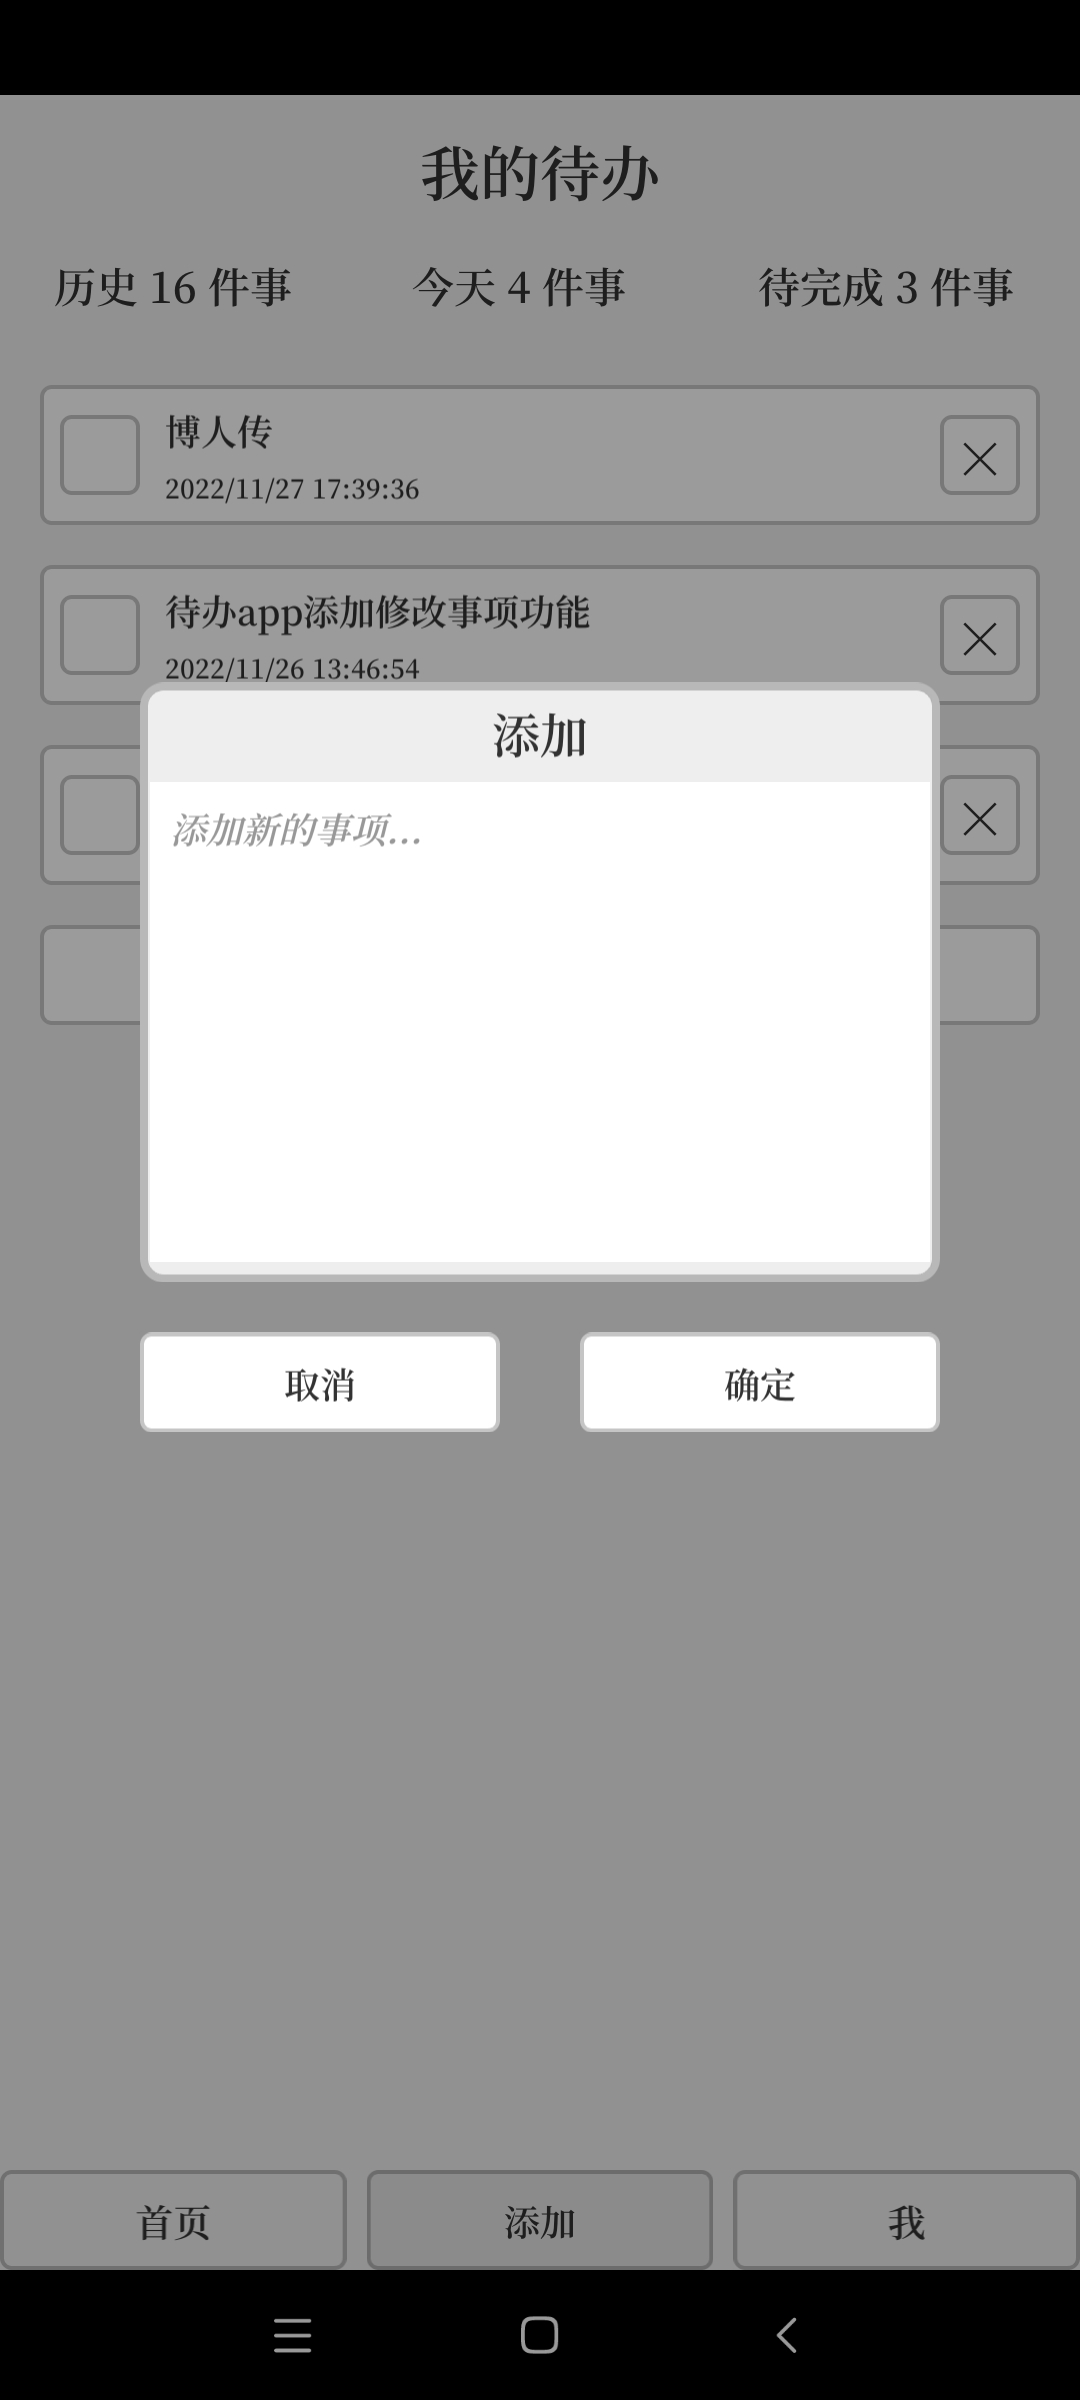 我的待办
历史 16 件事 今天 4 件事 待完成 3 件事
博人传
2022/11/27 17:39:36
待办app添加修改事项功能
2022/11/26 13:46:54
添加
添加新的事项...
取消 确定
首页 添加 我